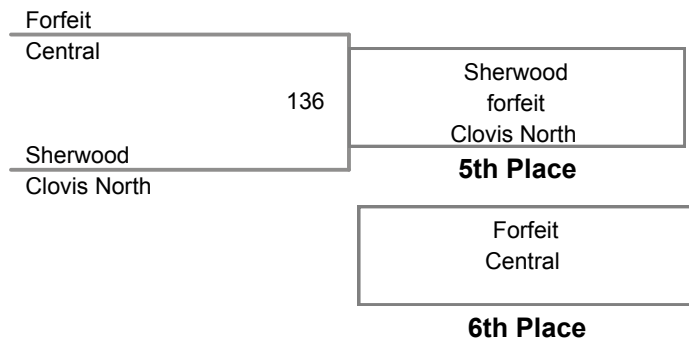 Forfeit
Central
136
Sherwood
Clovis North
Sherwood
forfeit
Clovis North
5th Place
Forfeit
Central
6th Place